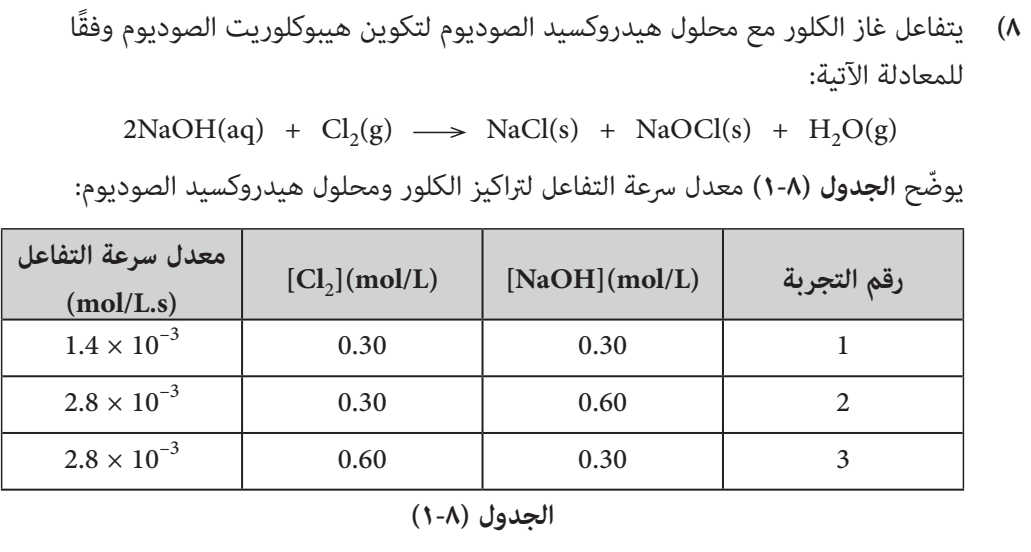 ٨) يتفاعل غاز الكلور مع محلول هيدروكسيد الصوديوم لتكوين هيبوكلوريت الصوديوم وفقًا
للمعادلة الآتية:
2NaOH(aq) + Cl₂(g) ⟶ NaCl(s) + NaOCl(s) + H₂O(g)
يوضّح الجدول (٨-١) معدل سرعة التفاعل لتراكيز الكلور ومحلول هيدروكسيد الصوديوم:
رقم التجربة [NaOH](mol/L) [Cl₂](mol/L) معدل سرعة التفاعل (mol/L.s)
1 0.30 0.30 1.4 × 10⁻³
2 0.60 0.30 2.8 × 10⁻³
3 0.30 0.60 2.8 × 10⁻³
الجدول (٨-١)